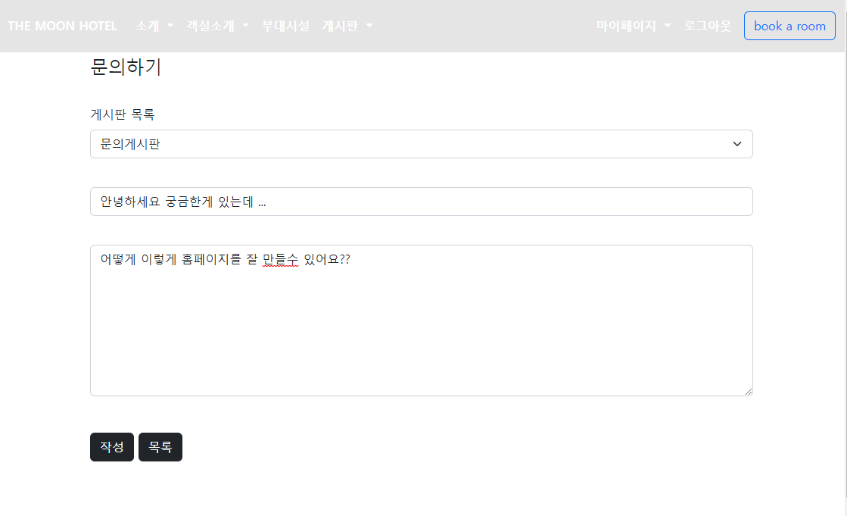 THE MOON HOTEL 소개 객실소개 부대시설 게시판 마이페이지 로그아웃 book a room
문의하기
게시판 목록
문의게시판
안녕하세요 궁금한게 있는데 ...
어떻게 이렇게 홈페이지를 잘 만들수 있어요??
작성 목록